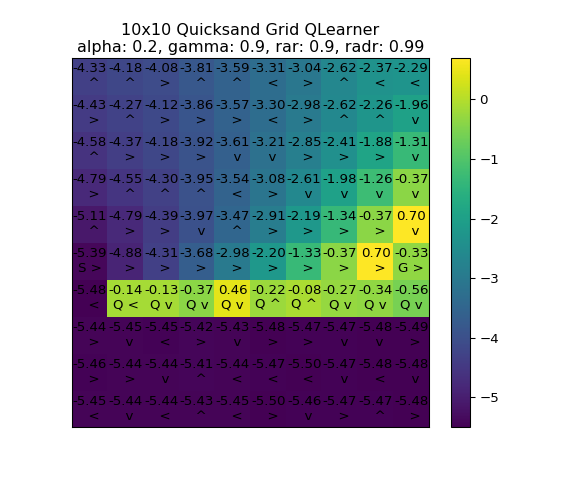 10x10 Quicksand Grid QLearner
alpha: 0.2, gamma: 0.9, rar: 0.9, radr: 0.99
-4.33 -4.18 -4.08 -3.81 -3.59 -3.31 -3.04 -2.62 -2.37 -2.29
^ ^ > ^ ^ < > ^ < <
-4.43 -4.27 -4.12 -3.86 -3.57 -3.30 -2.98 -2.62 -2.26 -1.96
> ^ > > > < > ^ ^ v
-4.58 -4.37 -4.18 -3.92 -3.61 -3.21 -2.85 -2.41 -1.88 -1.31
^ > > > v v > > > v
-4.79 -4.55 -4.30 -3.95 -3.54 -3.08 -2.61 -1.98 -1.26 -0.37
> ^ ^ ^ < > v v v v
-5.11 -4.79 -4.39 -3.97 -3.47 -2.91 -2.19 -1.34 -0.37 0.70
^ > > v ^ > > > > v
-5.39 -4.88 -4.31 -3.68 -2.98 -2.20 -1.33 -0.37 0.70 -0.33
S > > > > > > > > > G >
-5.48 -0.14 -0.13 -0.37 0.46 -0.22 -0.08 -0.27 -0.34 -0.56
< Q < Q v Q v Q v Q ^ Q ^ Q v Q v Q v
-5.44 -5.44 -5.45 -5.42 -5.43 -5.48 -5.47 -5.47 -5.48 -5.49
> v < > v > > v v >
-5.46 -5.44 -5.44 -5.41 -5.44 -5.47 -5.50 -5.47 -5.47 -5.48
> > v ^ < < < v < v
-5.45 -5.44 -5.44 -5.43 -5.45 -5.50 -5.46 -5.47 -5.47 -5.48
< v < ^ < > v > ^ >
0
−1
−2
−3
−4
−5